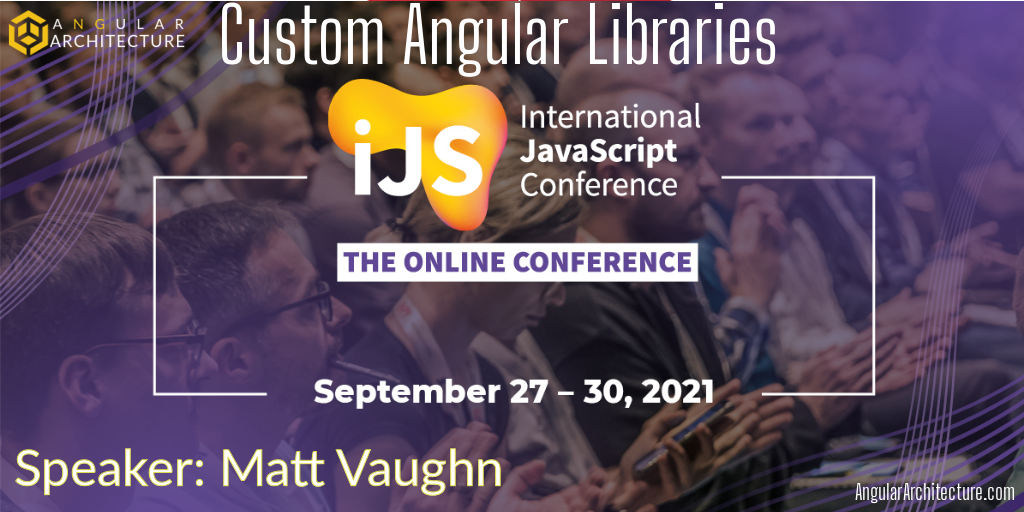 ANGULAR
ARCHITECTURE
Custom Angular Libraries
iJS
International
JavaScript
Conference
THE ONLINE CONFERENCE
September 27 – 30, 2021
Speaker: Matt Vaughn
AngularArchitecture.com